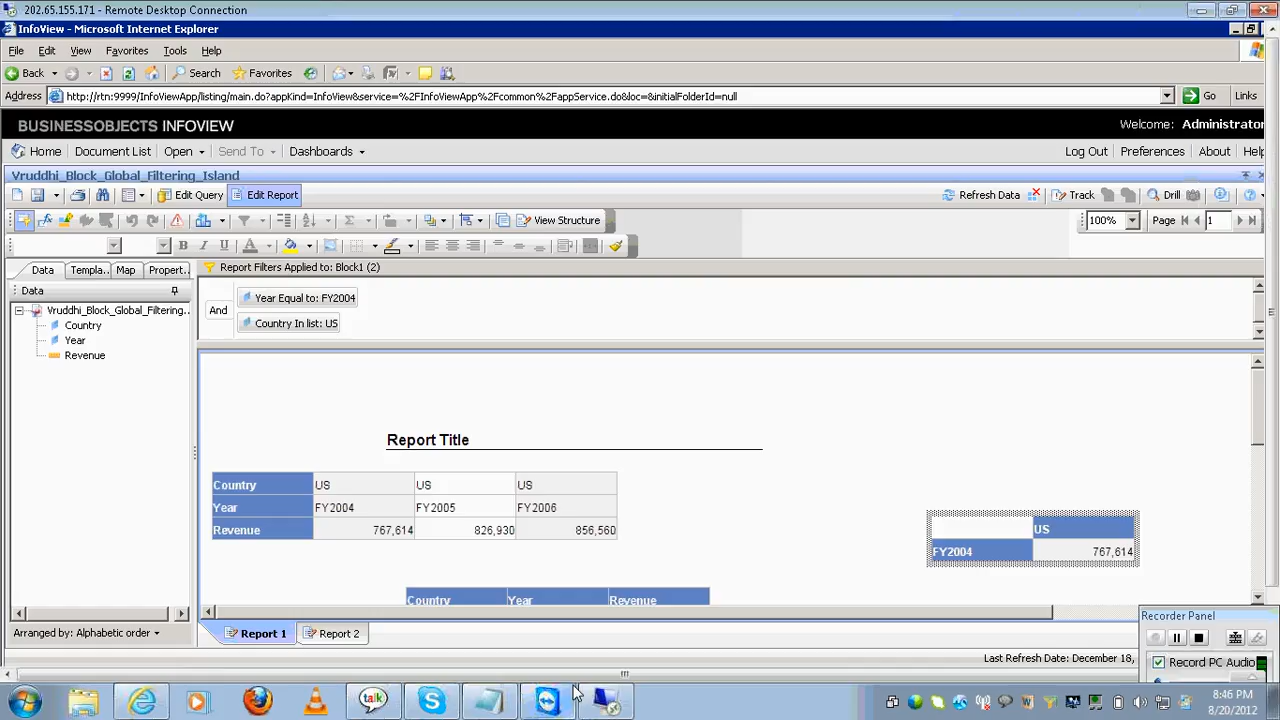 202.65.155.171 - Remote Desktop Connection
InfoView - Microsoft Internet Explorer
File Edit View Favorites Tools Help
Back Search Favorites
Address http://rtn:9999/InfoViewApp/listing/main.do?appKind=InfoView&service=%2FInfoViewApp%2Fcommon%2FappService.do&loc=&initialFolderId=null Go Links
BUSINESSOBJECTS INFOVIEW Welcome: Administrator
Home Document List Open Send To Dashboards Log Out Preferences About Help
Vruddhi_Block_Global_Filtering_Island
Edit Query Edit Report Refresh Data Track Drill
View Structure 100% Page 1
Data Templa.. Map Propert.. Report Filters Applied to: Block1 (2)
Data
Year Equal to: FY2004
And
Country In list: US
Vruddhi_Block_Global_Filtering..
Country
Year
Revenue
Report Title
Country US US US
Year FY2004 FY2005 FY2006
Revenue 767,614 826,930 856,560
US
FY2004 767,614
Country Year Revenue
Arranged by: Alphabetic order
Report 1 Report 2
Recorder Panel
Last Refresh Date: December 18,
Record PC Audio
talk
8:46 PM
8/20/2012